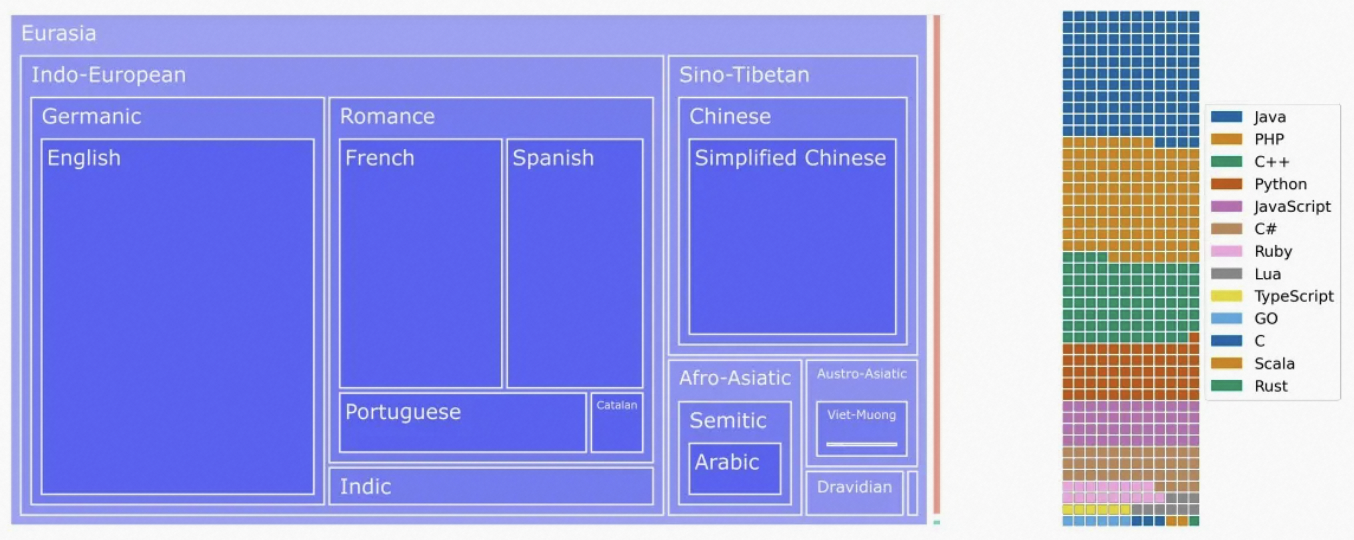 Eurasia
Indo-European
Sino-Tibetan
Germanic
Romance
Chinese
English
French
Spanish
Simplified Chinese
Portuguese
Catalan
Indic
Afro-Asiatic
Austro-Asiatic
Semitic
Viet-Muong
Arabic
Dravidian
Java
PHP
C++
Python
JavaScript
C#
Ruby
Lua
TypeScript
GO
C
Scala
Rust